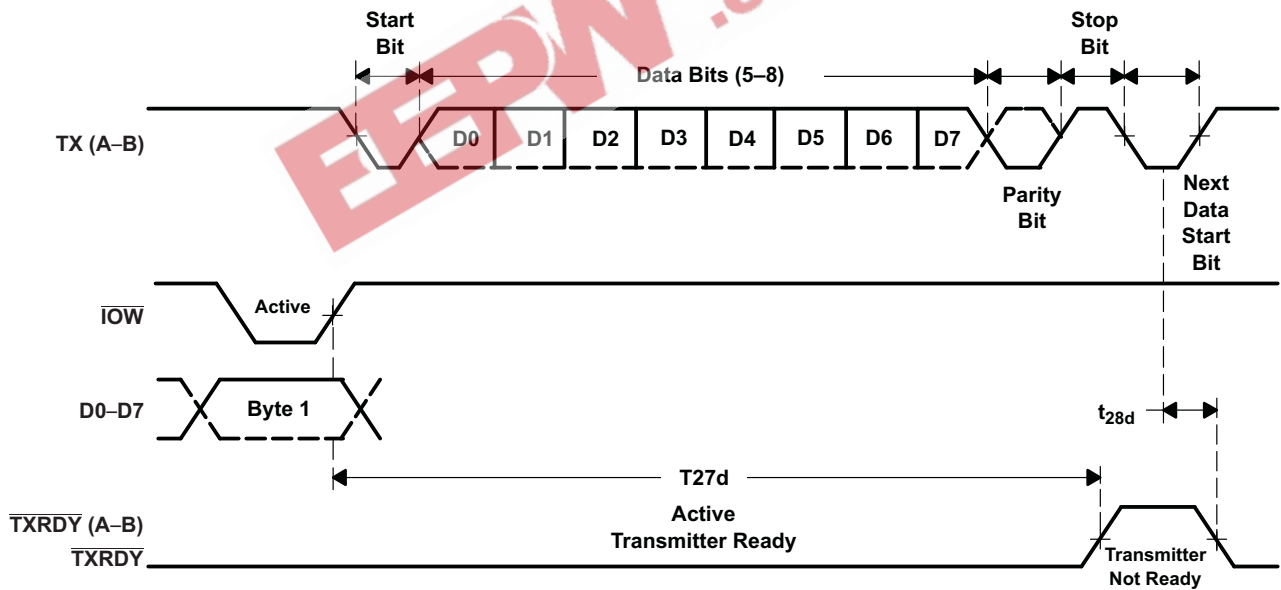 EEPW
.c
Start
Bit
Stop
Bit
Data Bits (5–8)
TX (A–B)
D0 D1 D2 D3 D4 D5 D6 D7
Parity
Bit
Next
Data
Start
Bit
IOW
Active
D0–D7
Byte 1
t28d
T27d
TXRDY (A–B)
TXRDY
Active
Transmitter Ready
Transmitter
Not Ready